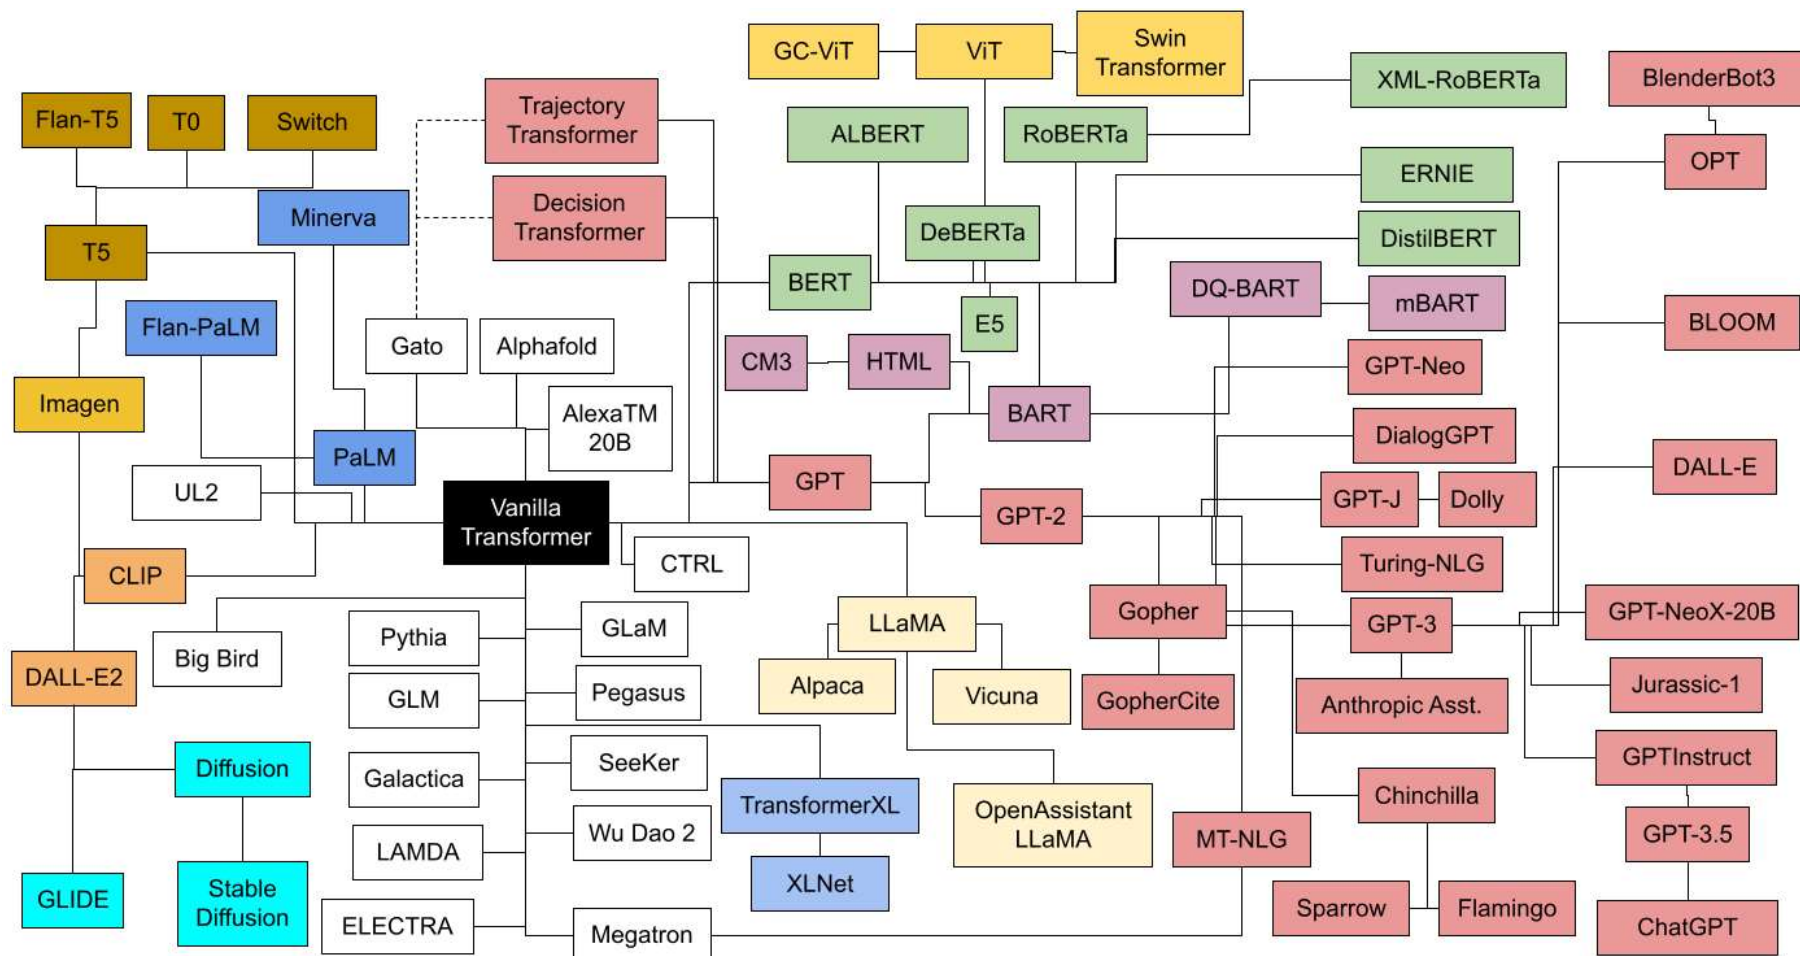 GC-ViT
ViT
Swin
Transformer
XML-RoBERTa
BlenderBot3
Flan-T5
T0
Switch
Trajectory
Transformer
ALBERT
RoBERTa
OPT
ERNIE
Minerva
Decision
Transformer
DeBERTa
DistilBERT
T5
BERT
DQ-BART
mBART
Flan-PaLM
Gato
Alphafold
E5
BLOOM
CM3
HTML
GPT-Neo
Imagen
AlexaTM
20B
BART
DialogGPT
PaLM
GPT
DALL-E
UL2
Vanilla
Transformer
GPT-2
GPT-J
Dolly
CLIP
CTRL
Turing-NLG
Pythia
GLaM
LLaMA
Gopher
GPT-3
GPT-NeoX-20B
Big Bird
DALL-E2
GLM
Pegasus
Alpaca
Vicuna
GopherCite
Anthropic Asst.
Jurassic-1
Diffusion
Galactica
SeeKer
TransformerXL
OpenAssistant
LLaMA
Chinchilla
GPTInstruct
LAMDA
Wu Dao 2
MT-NLG
GPT-3.5
GLIDE
Stable
Diffusion
XLNet
ELECTRA
Megatron
Sparrow
Flamingo
ChatGPT